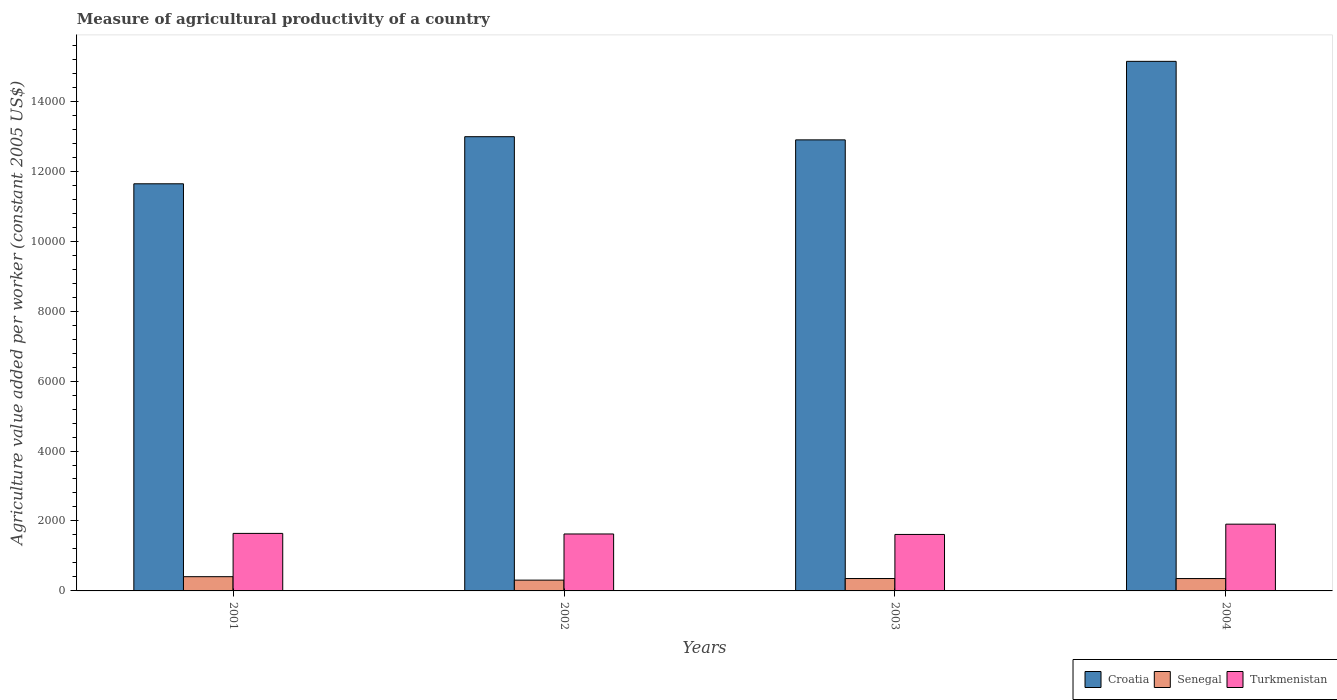 Measure of agricultural productivity of a country
Agriculture value added per worker (constant 2005 US$)
14000
12000
10000
8000
6000
4000
2000
0
2001
2002
2003
2004
Years
Croatia
Senegal
Turkmenistan